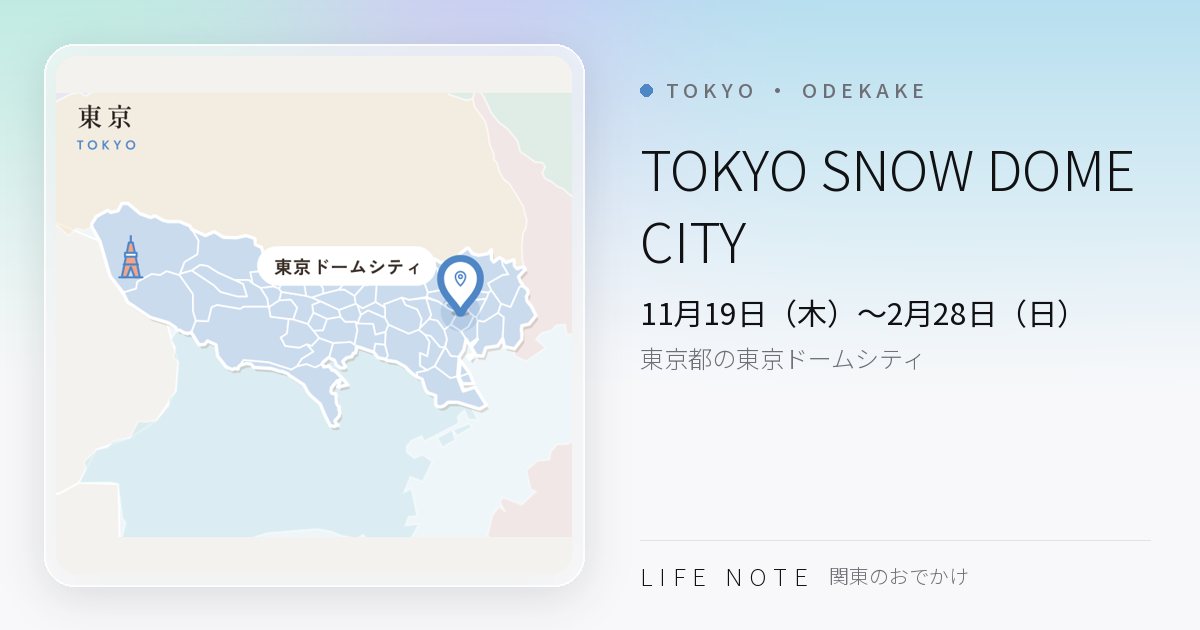 東京
TOKYO
東京ドームシティ
TOKYO • ODEKAKE
TOKYO SNOW DOME
CITY
11月19日（木）～2月28日（日）
東京都の東京ドームシティ
LIFE NOTE 関東のおでかけ